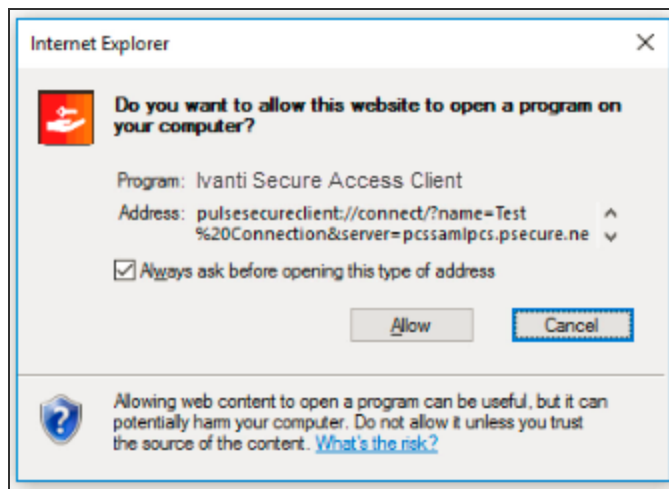 Internet Explorer
Do you want to allow this website to open a program on
your computer?
Program: Ivanti Secure Access Client
Address: pulsesecureclient://connect/?name=Test
%20Connection&server=pcssamlpcs.psecure.ne
Always ask before opening this type of address
Allow
Cancel
Allowing web content to open a program can be useful, but it can
potentially harm your computer. Do not allow it unless you trust
the source of the content. What's the risk?